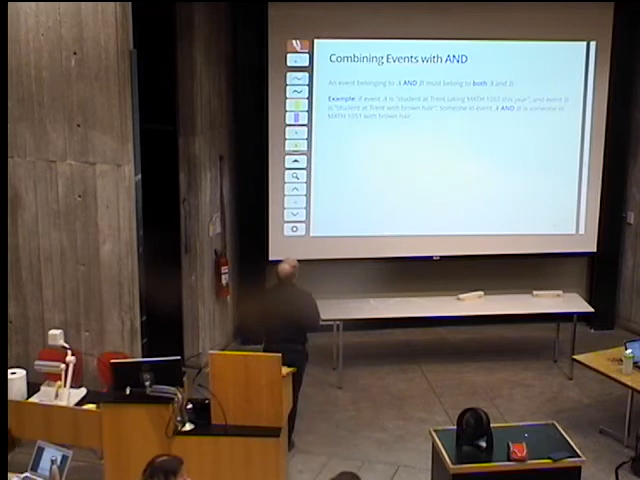 Combining Events with AND
An event belonging to A AND B must belong to both A and B.
Example: if event A is "student at Trent taking MATH 1051 this year", and event B
is "student at Trent with brown hair". Someone in event A AND B is someone in
MATH 1051 with brown hair.